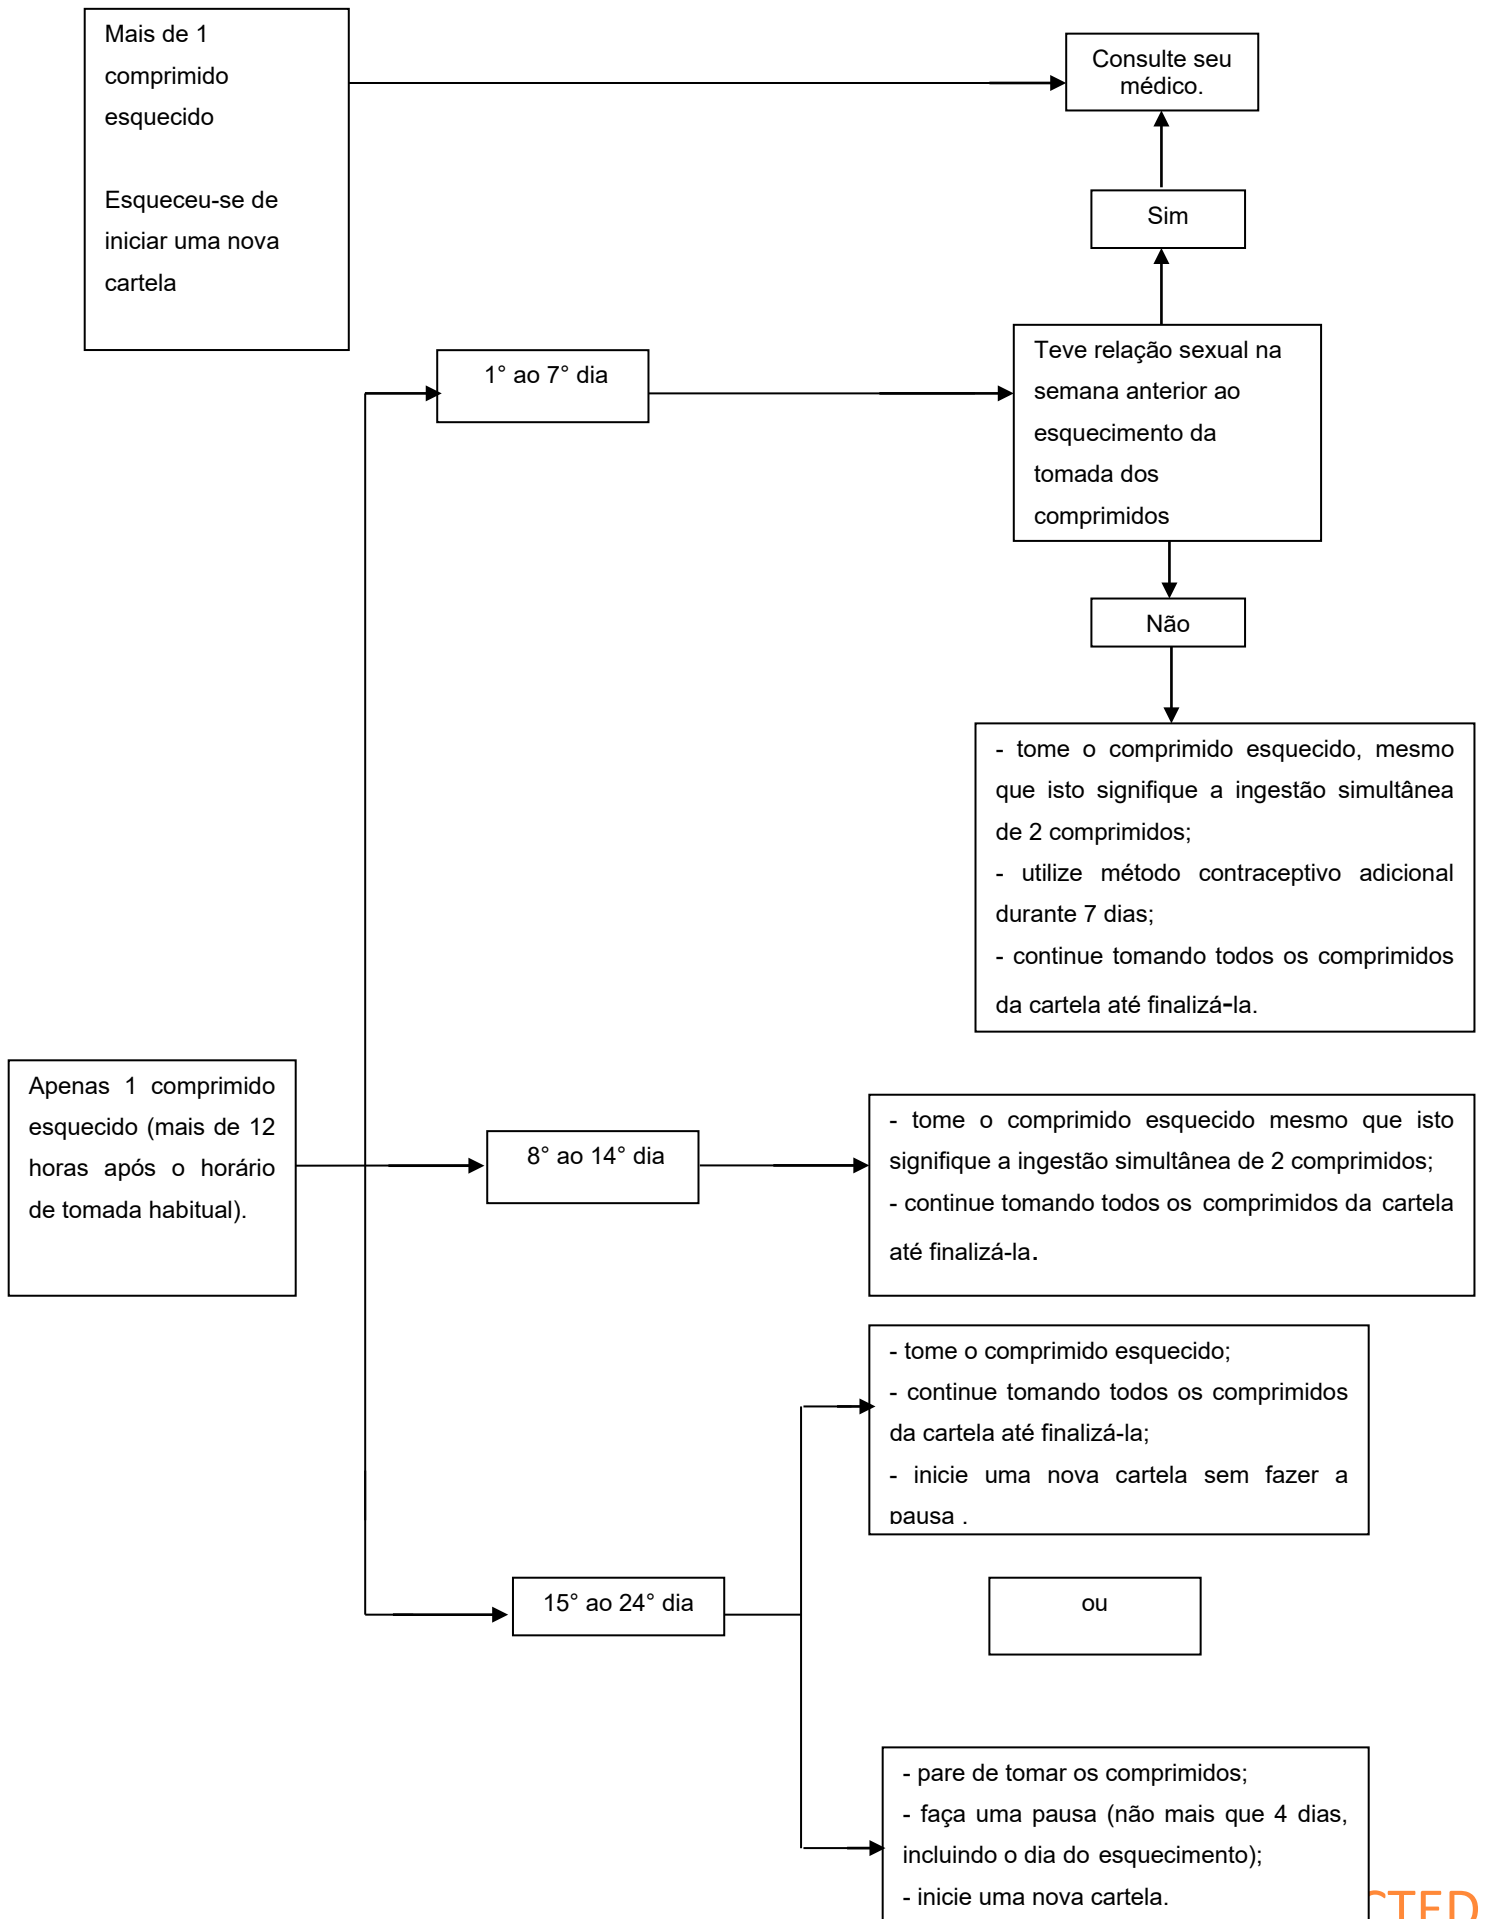 Mais de 1
comprimido
esquecido
Esqueceu-se de
iniciar uma nova
cartela
Consulte seu
médico.
Sim
1° ao 7° dia
Teve relação sexual na
semana anterior ao
esquecimento da
tomada dos
comprimidos
Não
- tome o comprimido esquecido, mesmo
que isto signifique a ingestão simultânea
de 2 comprimidos;
- utilize método contraceptivo adicional
durante 7 dias;
- continue tomando todos os comprimidos
da cartela até finalizá-la.
Apenas 1 comprimido
esquecido (mais de 12
horas após o horário
de tomada habitual).
8° ao 14° dia
- tome o comprimido esquecido mesmo que isto
signifique a ingestão simultânea de 2 comprimidos;
- continue tomando todos os comprimidos da cartela
até finalizá-la.
- tome o comprimido esquecido;
- continue tomando todos os comprimidos
da cartela até finalizá-la;
- inicie uma nova cartela sem fazer a
pausa .
15° ao 24° dia
ou
- pare de tomar os comprimidos;
- faça uma pausa (não mais que 4 dias,
incluindo o dia do esquecimento);
- inicie uma nova cartela.